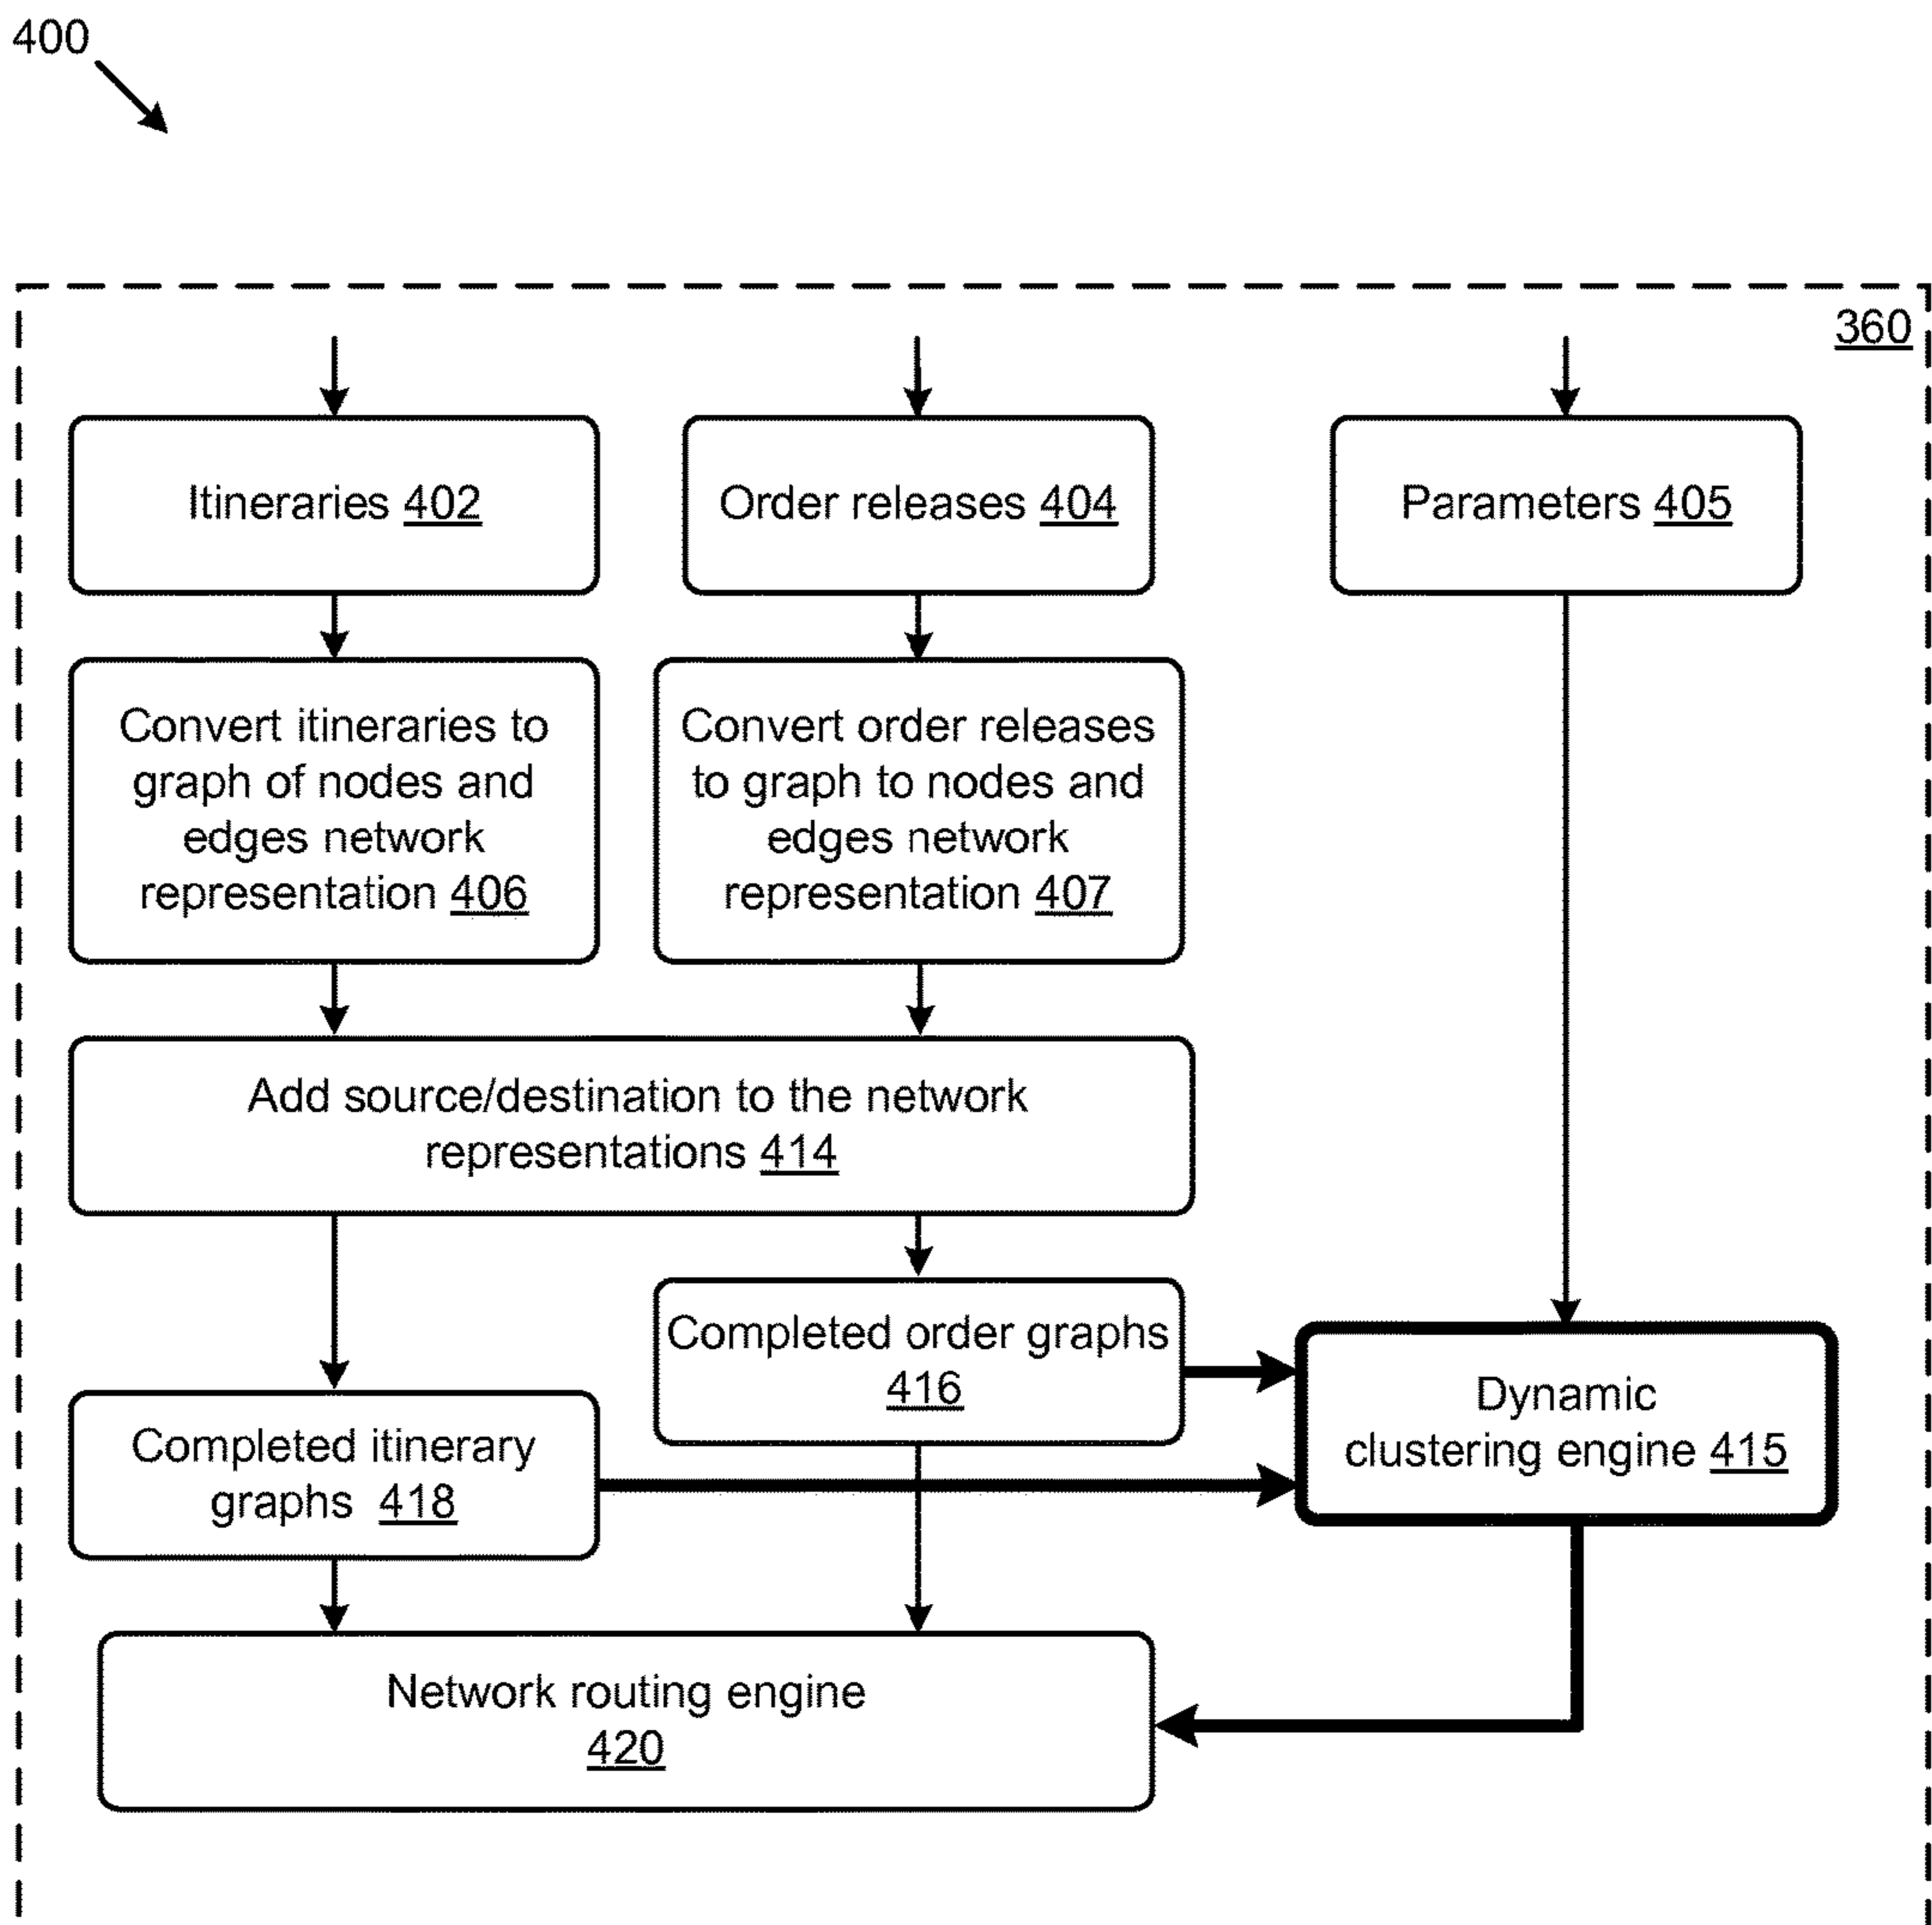 400
360
Itineraries 402
Order releases 404
Parameters 405
Convert itineraries to
graph of nodes and
edges network
representation 406
Convert order releases
to graph to nodes and
edges network
representation 407
Add source/destination to the network
representations 414
Completed order graphs
416
Completed itinerary
graphs 418
Dynamic
clustering engine 415
Network routing engine
420